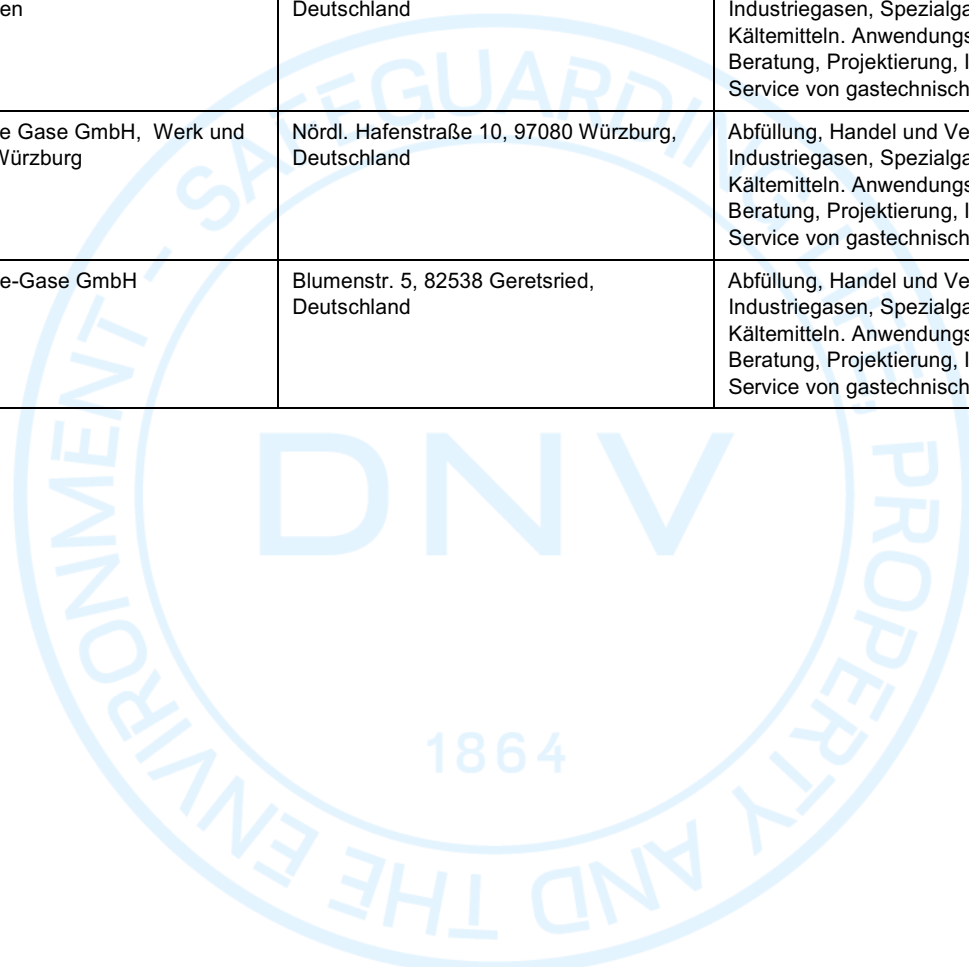 en
Deutschland
Industriegasen, Spezialga
Kältemitteln. Anwendungs
Beratung, Projektierung, I
Service von gastechnisch
e Gase GmbH, Werk und
Würzburg
Nördl. Hafenstraße 10, 97080 Würzburg,
Deutschland
Abfüllung, Handel und Ve
Industriegasen, Spezialga
Kältemitteln. Anwendungs
Beratung, Projektierung, I
Service von gastechnisch
e-Gase GmbH
Blumenstr. 5, 82538 Geretsried,
Deutschland
Abfüllung, Handel und Ve
Industriegasen, Spezialga
Kältemitteln. Anwendungs
Beratung, Projektierung, I
Service von gastechnisch
SAFEGUARDING LIFE, PROPERTY AND THE ENVIRONMENT –
DNV
1864